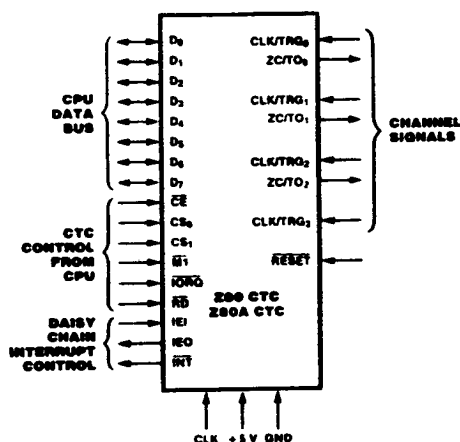 CPU
DATA
BUS
D0
D1
D2
D3
D4
D5
D6
D7
CTC
CONTROL
FROM
CPU
CE
CS0
CS1
M1
IORQ
RD
DAISY
CHAIN
INTERRUPT
CONTROL
IEI
IEO
INT
CLK/TRG0
ZC/TO0
CLK/TRG1
ZC/TO1
CLK/TRG2
ZC/TO2
CLK/TRG3
RESET
CHANNEL
SIGNALS
Z80 CTC
Z80A CTC
CLK +5V GND